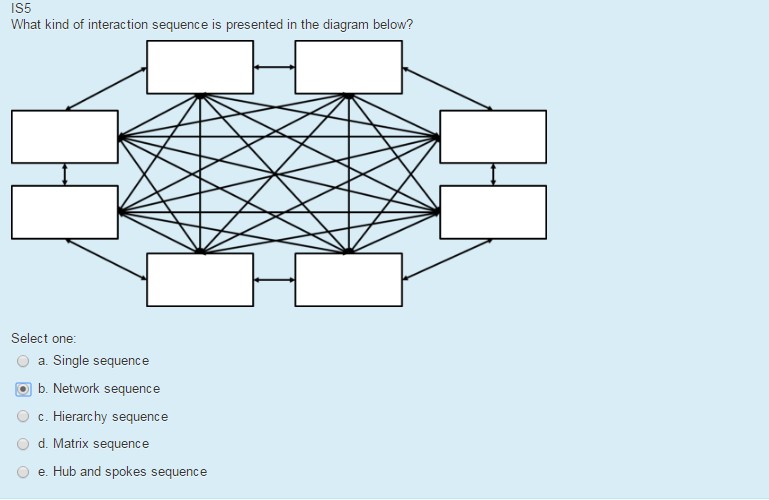 IS5
What kind of interaction sequence is presented in the diagram below?
Select one:
a. Single sequence
b. Network sequence
c. Hierarchy sequence
d. Matrix sequence
e. Hub and spokes sequence